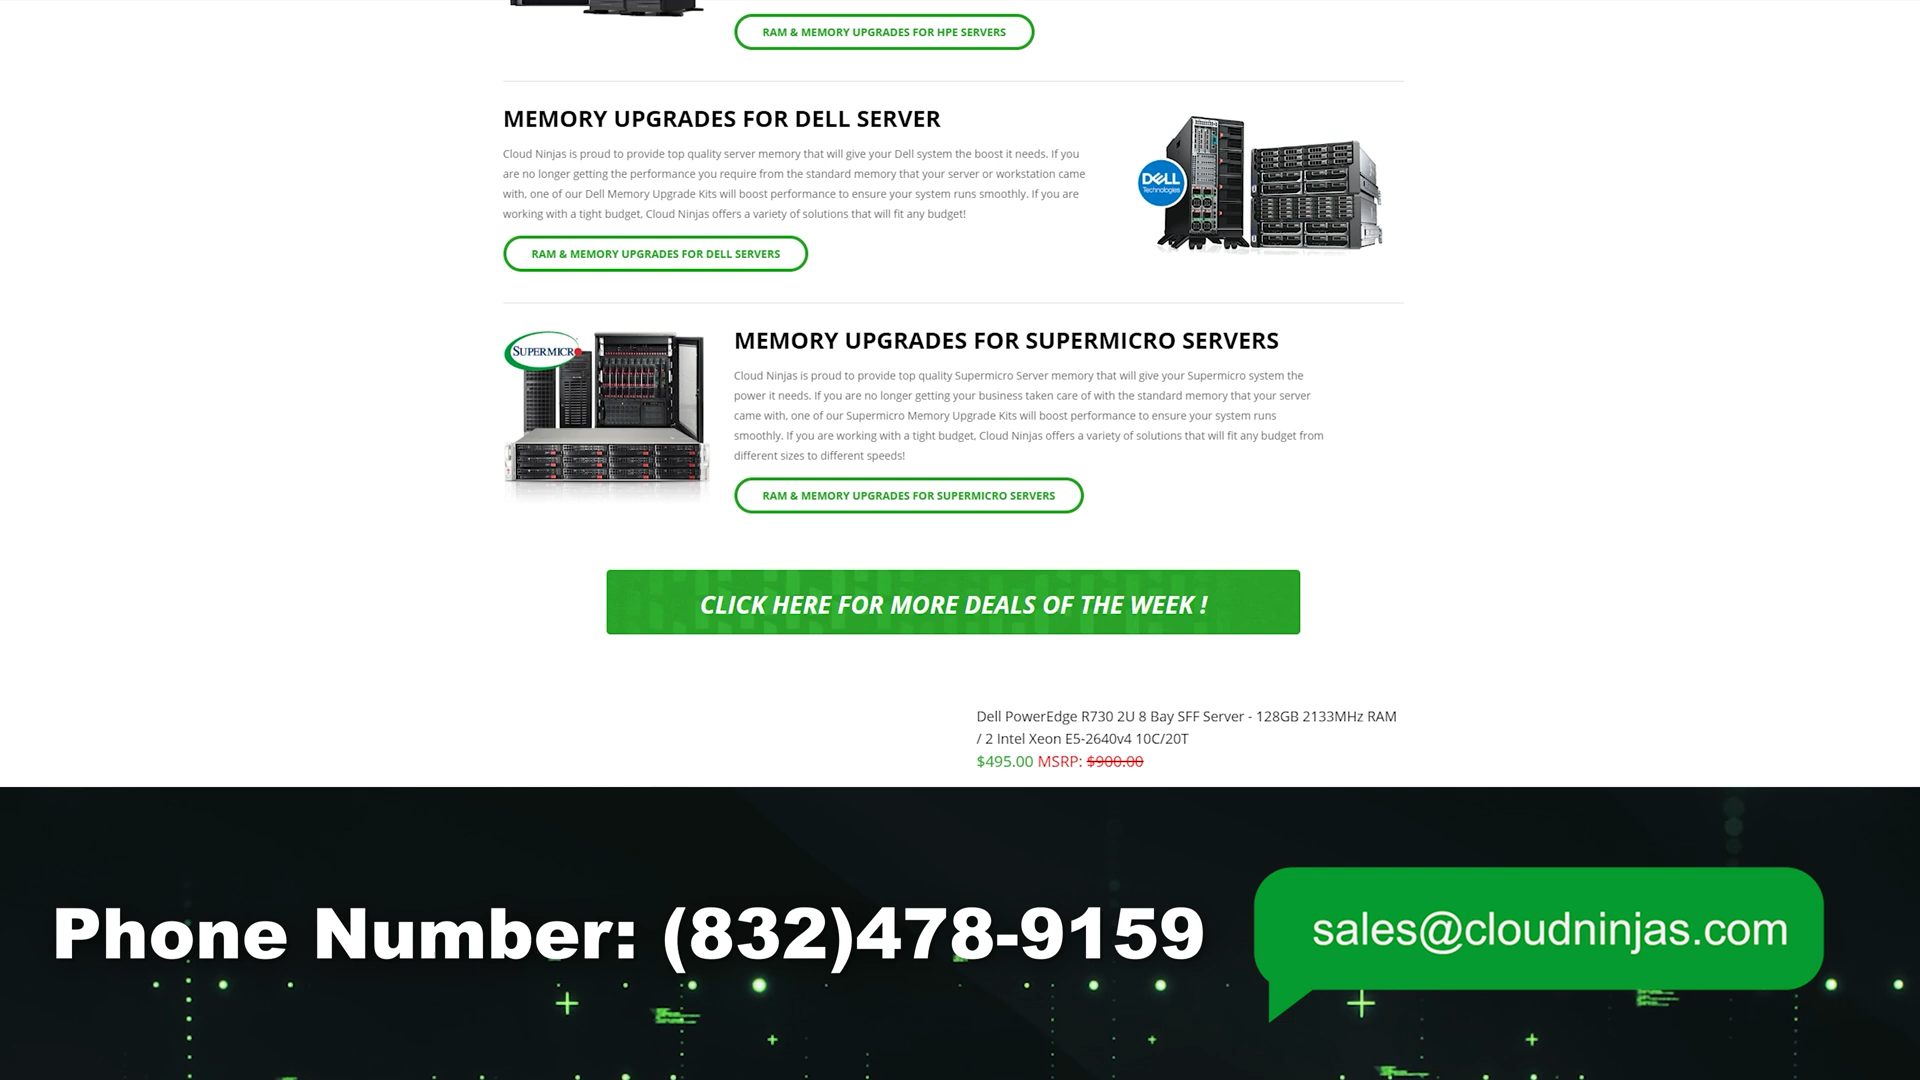 RAM & MEMORY UPGRADES FOR HPE SERVERS
MEMORY UPGRADES FOR DELL SERVER
Cloud Ninjas is proud to provide top quality server memory that will give your Dell system the boost it needs. If you
are no longer getting the performance you require from the standard memory that your server or workstation came
with, one of our Dell Memory Upgrade Kits will boost performance to ensure your system runs smoothly. If you are
working with a tight budget, Cloud Ninjas offers a variety of solutions that will fit any budget!
DELL
Technologies
RAM & MEMORY UPGRADES FOR DELL SERVERS
SUPERMICR
MEMORY UPGRADES FOR SUPERMICRO SERVERS
Cloud Ninjas is proud to provide top quality Supermicro Server memory that will give your Supermicro system the
power it needs. If you are no longer getting your business taken care of with the standard memory that your server
came with, one of our Supermicro Memory Upgrade Kits will boost performance to ensure your system runs
smoothly. If you are working with a tight budget, Cloud Ninjas offers a variety of solutions that will fit any budget from
different sizes to different speeds!
RAM & MEMORY UPGRADES FOR SUPERMICRO SERVERS
CLICK HERE FOR MORE DEALS OF THE WEEK !
Dell PowerEdge R730 2U 8 Bay SFF Server - 128GB 2133MHz RAM
/ 2 Intel Xeon E5-2640v4 10C/20T
$495.00 MSRP: $900.00
Phone Number: (832)478-9159
sales@cloudninjas.com